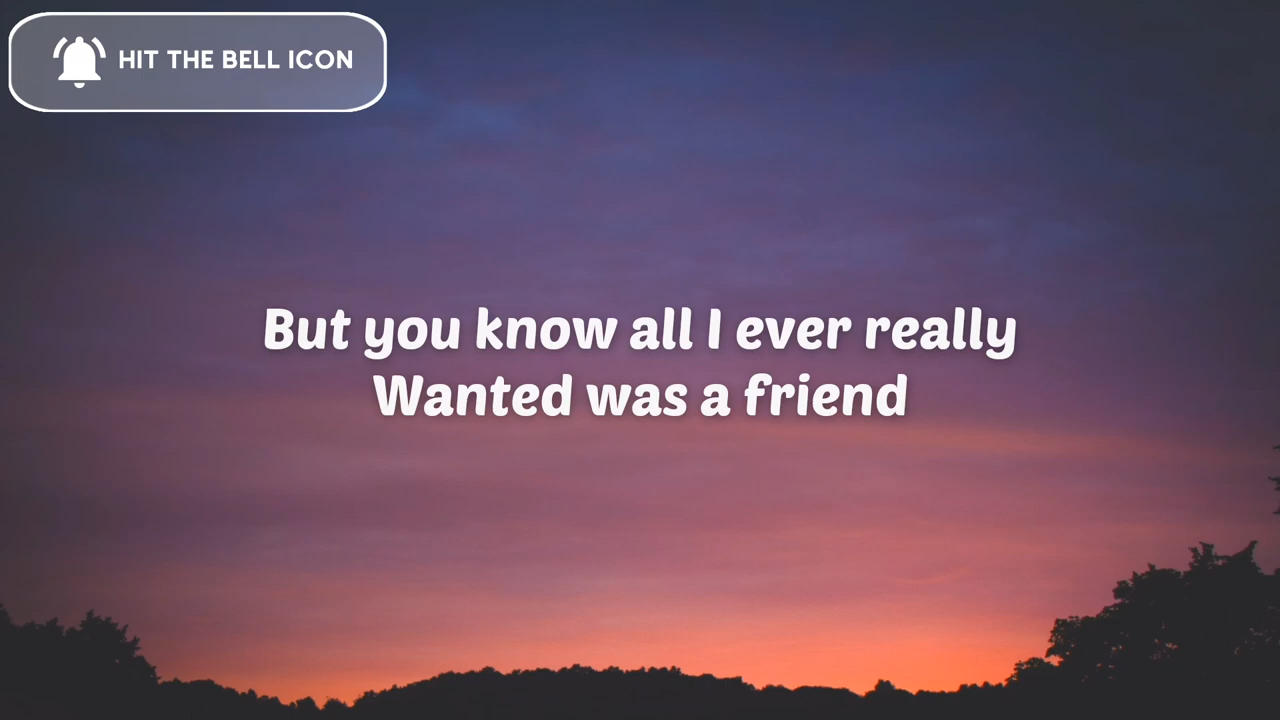 HIT THE BELL ICON
But you know all I ever really
Wanted was a friend